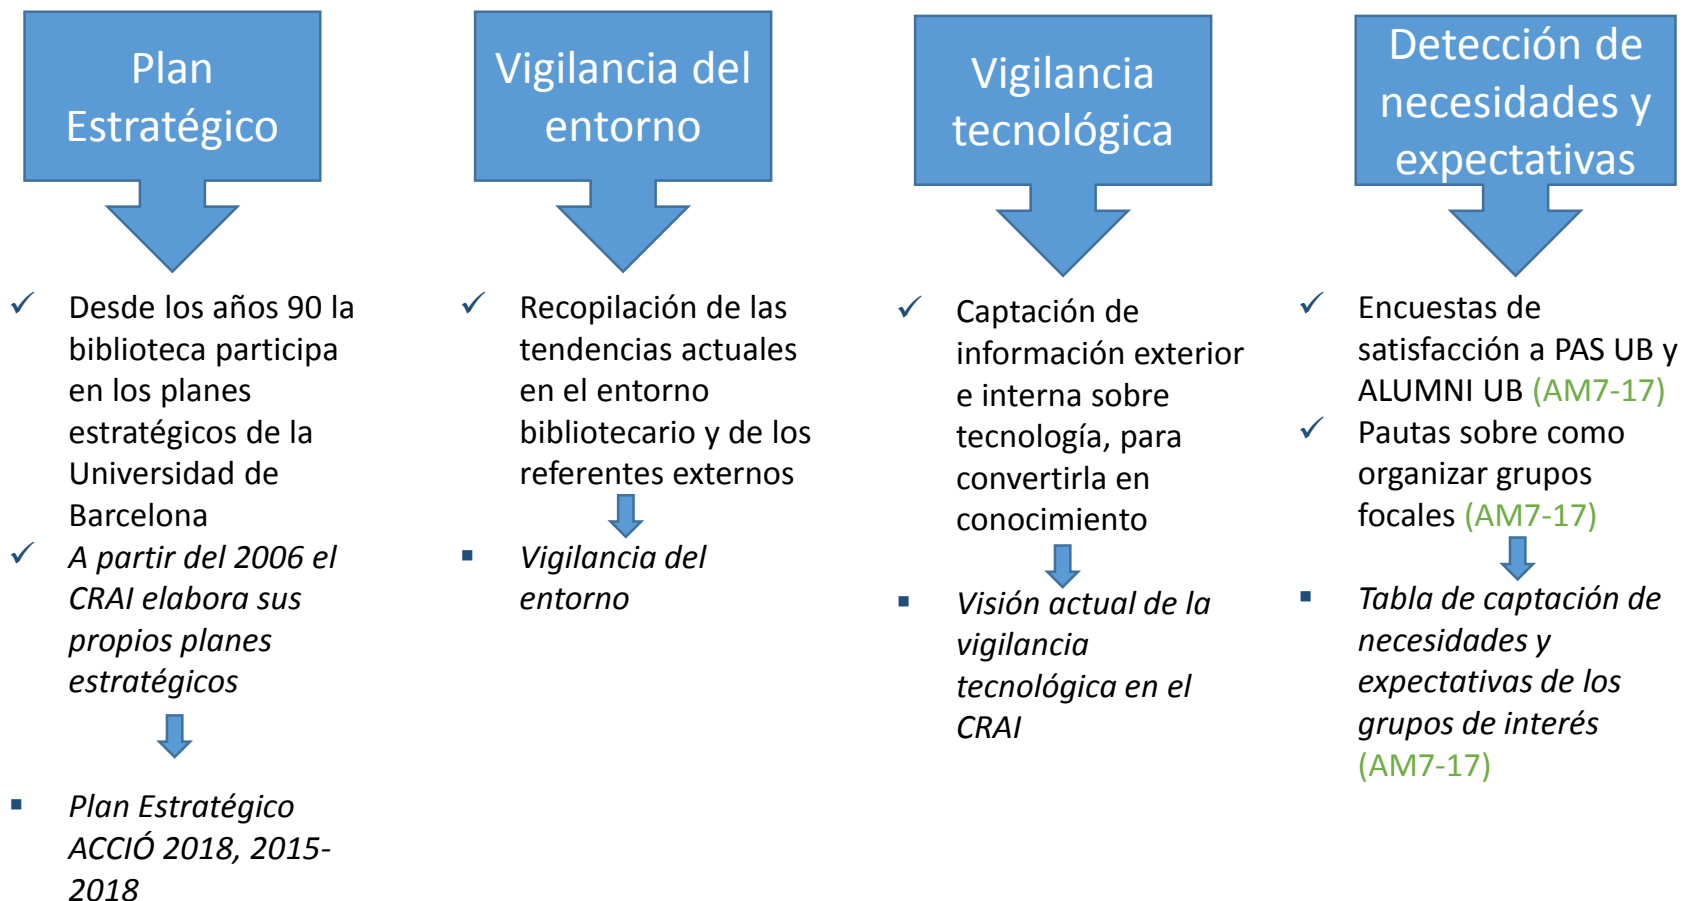 Plan
Estratégico
✓ Desde los años 90 la
biblioteca participa
en los planes
estratégicos de la
Universidad de
Barcelona
✓ A partir del 2006 el
CRAI elabora sus
propios planes
estratégicos
▪ Plan Estratégico
ACCIÓ 2018, 2015-
2018
Vigilancia del
entorno
✓ Recopilación de las
tendencias actuales
en el entorno
bibliotecario y de los
referentes externos
▪ Vigilancia del
entorno
Vigilancia
tecnológica
✓ Captación de
información exterior
e interna sobre
tecnología, para
convertirla en
conocimiento
▪ Visión actual de la
vigilancia
tecnológica en el
CRAI
Detección de
necesidades y
expectativas
✓ Encuestas de
satisfacción a PAS UB y
ALUMNI UB (AM7-17)
✓ Pautas sobre como
organizar grupos
focales (AM7-17)
▪ Tabla de captación de
necesidades y
expectativas de los
grupos de interés
(AM7-17)